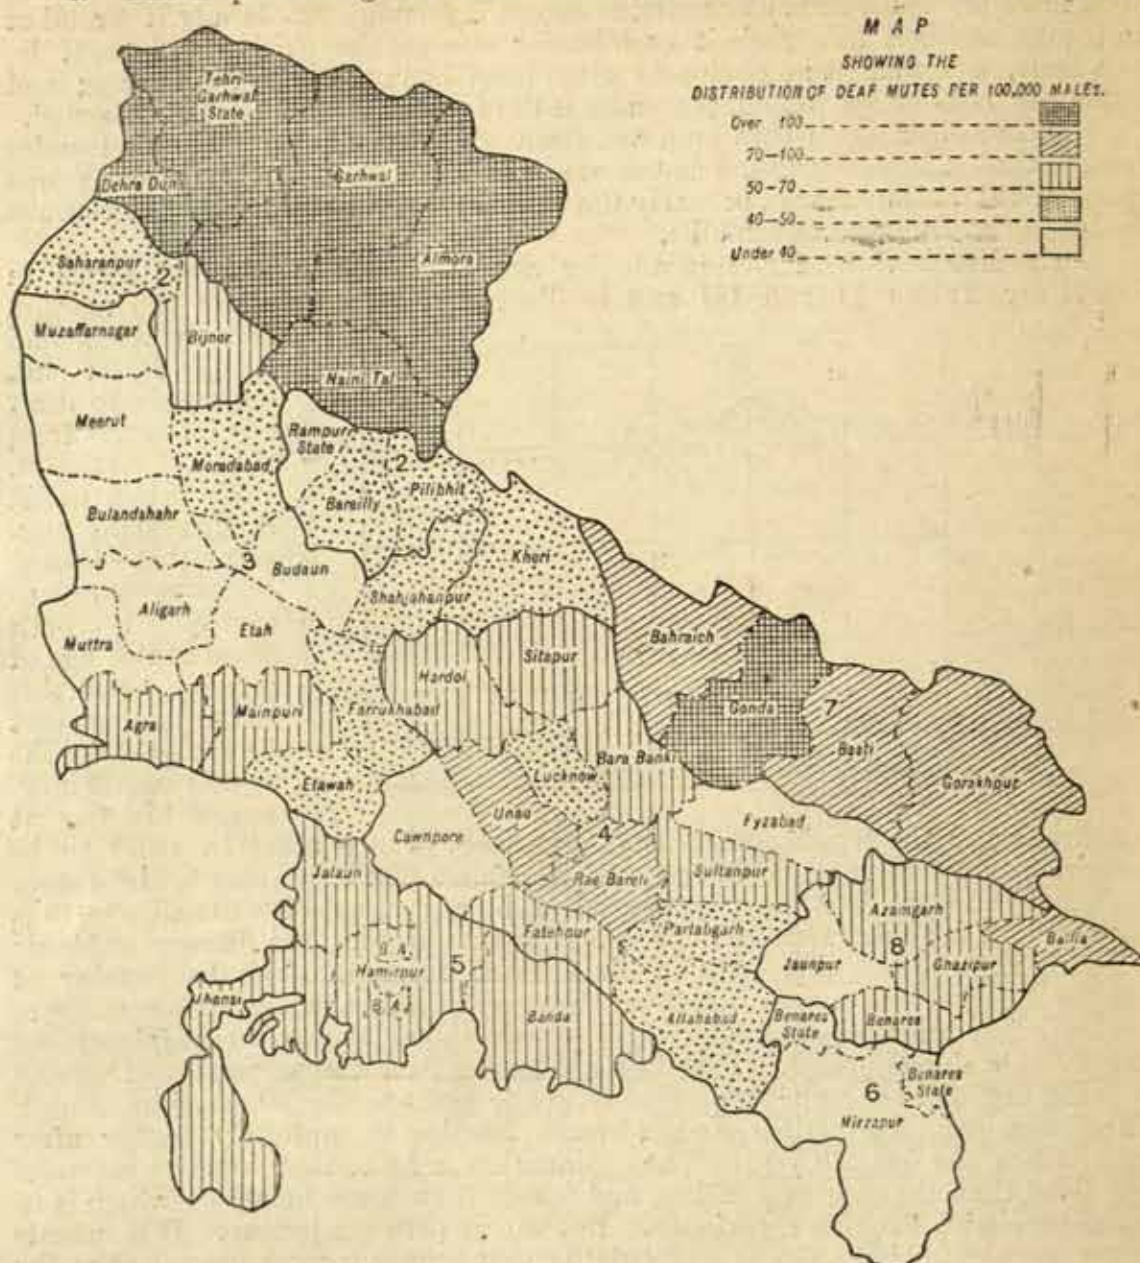 MAP
SHOWING THE
DISTRIBUTION OF DEAF MUTES PER 100,000 MALES.
Over 100
70—100
50-70
40—50
Under 40
Tehri
Garhwal
State
Dehra Dun
Garhwal
Almora
Saharanpur
2
Muzaffarnagar
Bijnor
Naini Tal
Meerut
Rampur
State
Moradabad
2
Bareilly
Pilibhit
Bulandshahr
3
Budaun
Kheri
Shahjahanpur
Aligarh
Etah
Muttra
Bahraich
Sitapur
Hardoi
Agra
Mainpuri
Farrukhabad
Gonda
7
Basti
Gorakhpur
Bara Banki
Lucknow
Etawah
Unao
Cawnpore
4
Fyzabad
Rae Bareli
Sultanpur
Jalaun
Azamgarh
Fatehpur
Partabgarh
Ballia
B. A.
Hamirpur
5
8
Jaunpur
Ghazipur
Jhansi
B. A.
Banda
Allahabad
Benares
State
Benares
Benares
State
6
Mirzapur